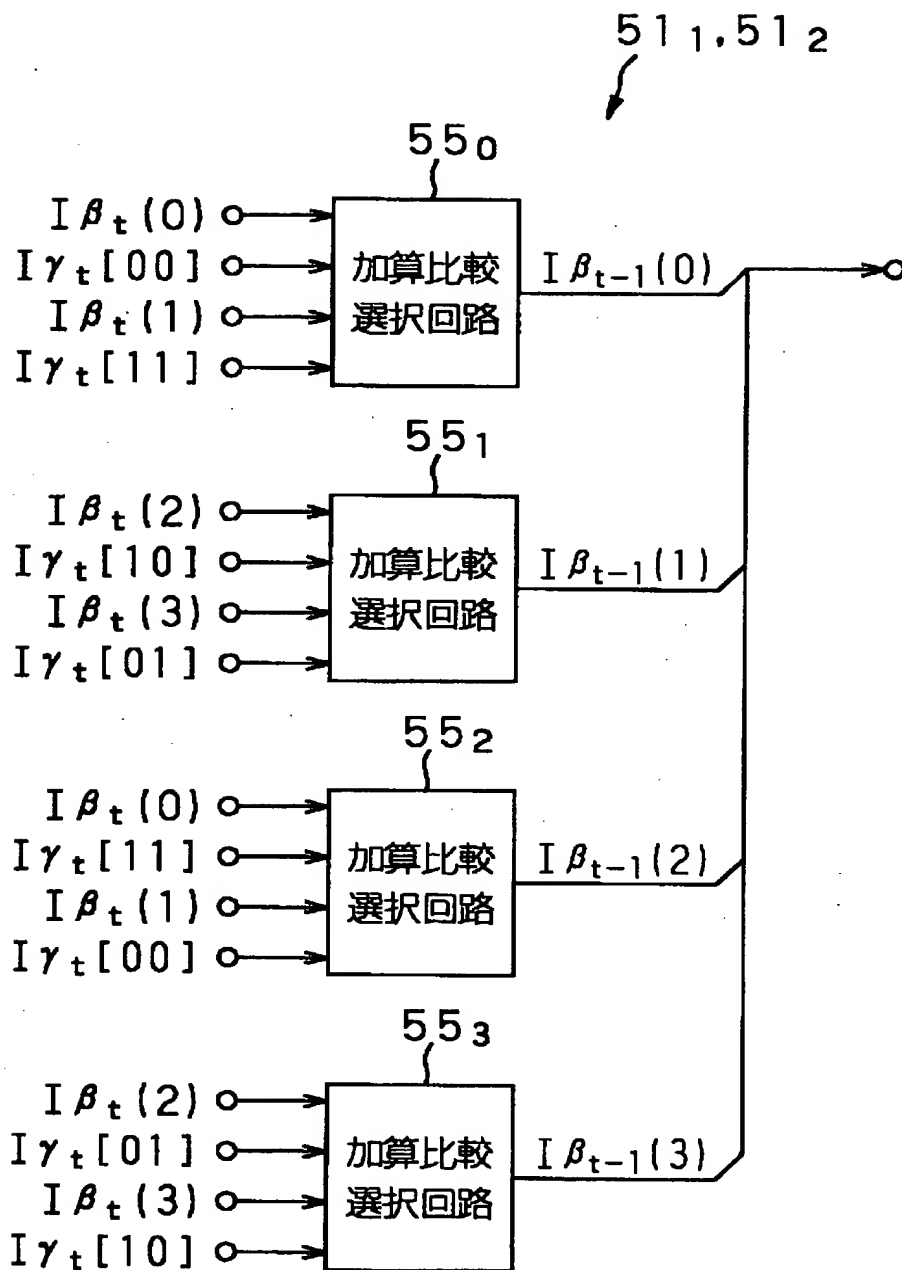 51₁,51₂
55₀
Iβₜ(0)
Iγₜ[00]
Iβₜ(1)
Iγₜ[11]
加算比較
選択回路
Iβₜ₋₁(0)
55₁
Iβₜ(2)
Iγₜ[10]
Iβₜ(3)
Iγₜ[01]
加算比較
選択回路
Iβₜ₋₁(1)
55₂
Iβₜ(0)
Iγₜ[11]
Iβₜ(1)
Iγₜ[00]
加算比較
選択回路
Iβₜ₋₁(2)
55₃
Iβₜ(2)
Iγₜ[01]
Iβₜ(3)
Iγₜ[10]
加算比較
選択回路
Iβₜ₋₁(3)